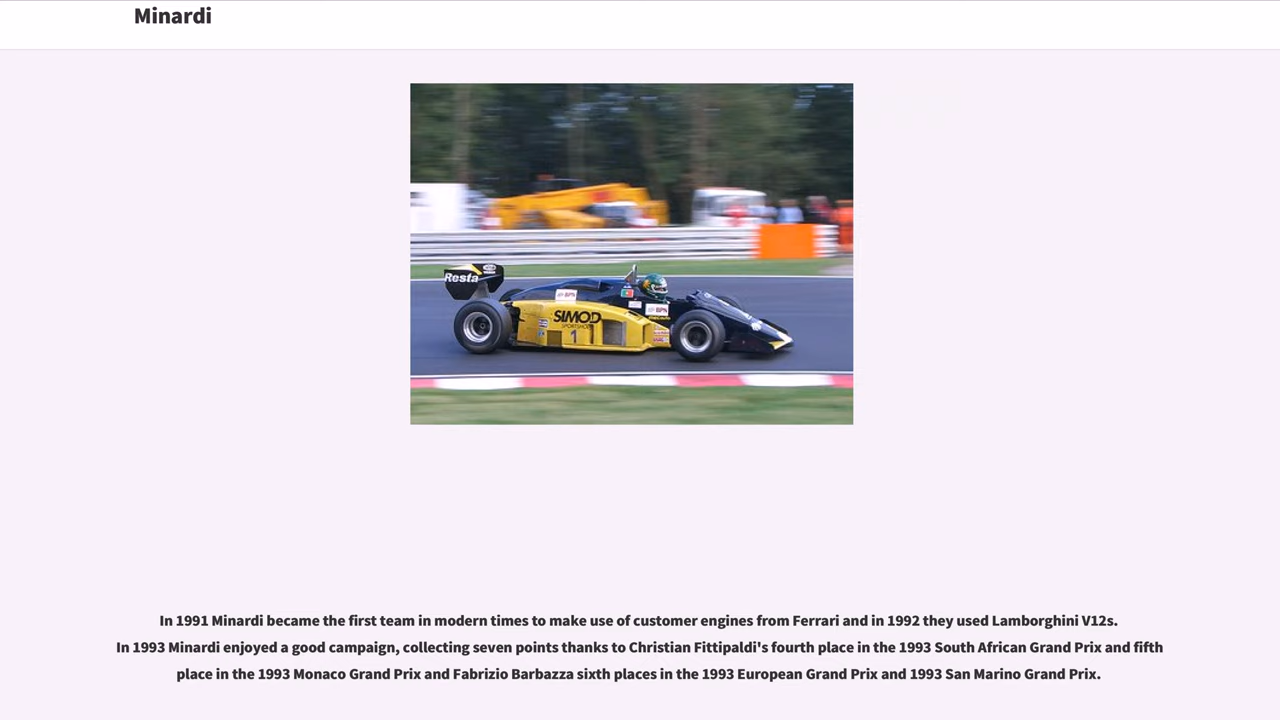 Minardi
Resta
SIMOD
1
In 1991 Minardi became the first team in modern times to make use of customer engines from Ferrari and in 1992 they used Lamborghini V12s.
In 1993 Minardi enjoyed a good campaign, collecting seven points thanks to Christian Fittipaldi's fourth place in the 1993 South African Grand Prix and fifth
place in the 1993 Monaco Grand Prix and Fabrizio Barbazza sixth places in the 1993 European Grand Prix and 1993 San Marino Grand Prix.